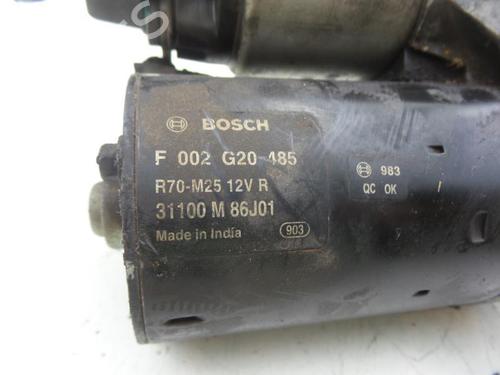 BOSCH
F 002 G20 485
R70-M25 12V R
31100 M 86J01
Made in India 903
983
QC OK I